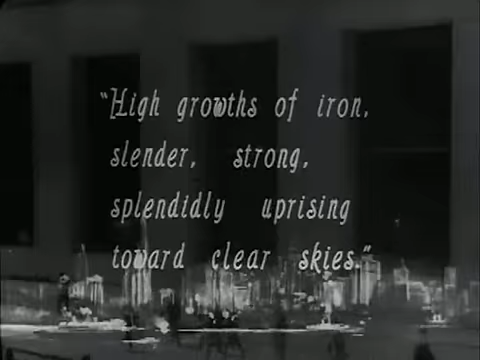 "High growths of iron,
slender, strong,
splendidly uprising
toward clear skies."